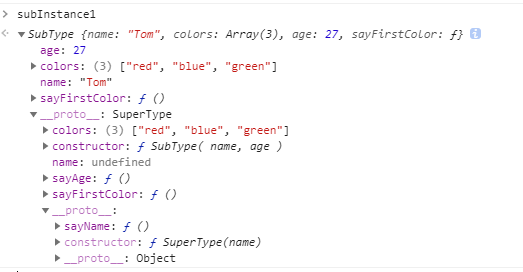 > subInstance1
<· ▼ SubType {name: "Tom", colors: Array(3), age: 27, sayFirstColor: ƒ} i
age: 27
▶ colors: (3) ["red", "blue", "green"]
name: "Tom"
▶ sayFirstColor: ƒ ()
▼ __proto__: SuperType
▶ colors: (3) ["red", "blue", "green"]
▶ constructor: ƒ SubType( name, age )
name: undefined
▶ sayAge: ƒ ()
▶ sayFirstColor: ƒ ()
▼ __proto__:
▶ sayName: ƒ ()
▶ constructor: ƒ SuperType(name)
▶ __proto__: Object